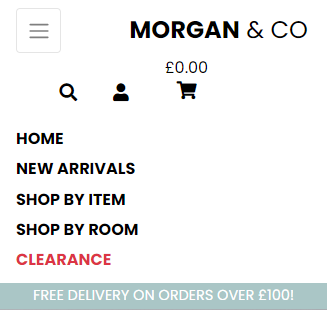 MORGAN & CO
£0.00
HOME
NEW ARRIVALS
SHOP BY ITEM
SHOP BY ROOM
CLEARANCE
FREE DELIVERY ON ORDERS OVER £100!